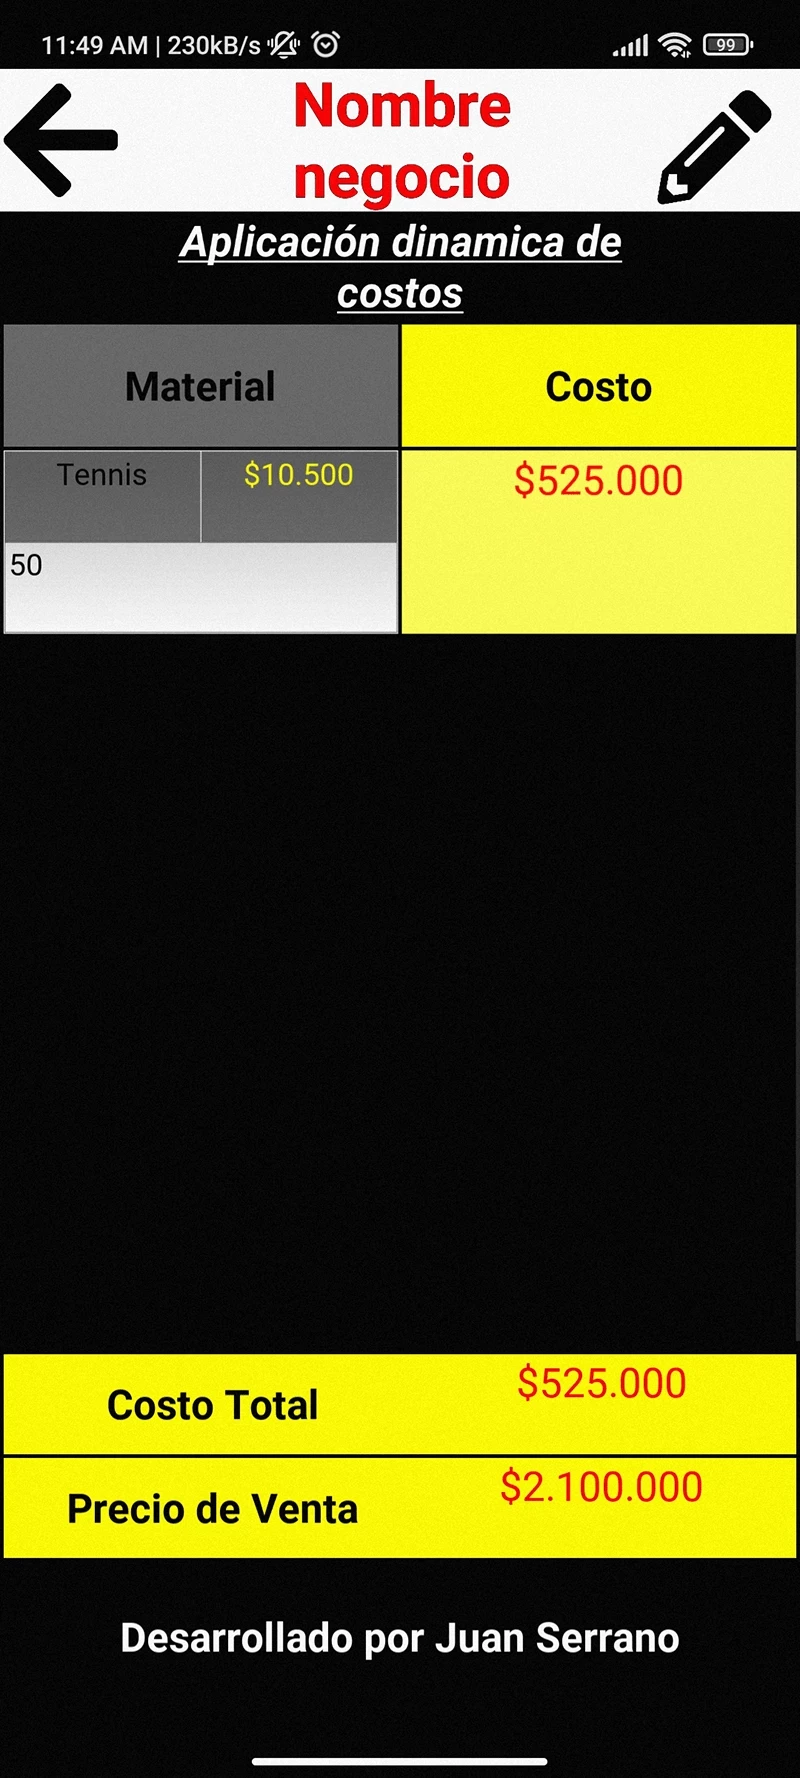 11:49 AM | 230kB/s
99
Nombre
negocio
Aplicación dinamica de
costos
Material
Costo
Tennis
$10.500
$525.000
50
Costo Total
$525.000
Precio de Venta
$2.100.000
Desarrollado por Juan Serrano